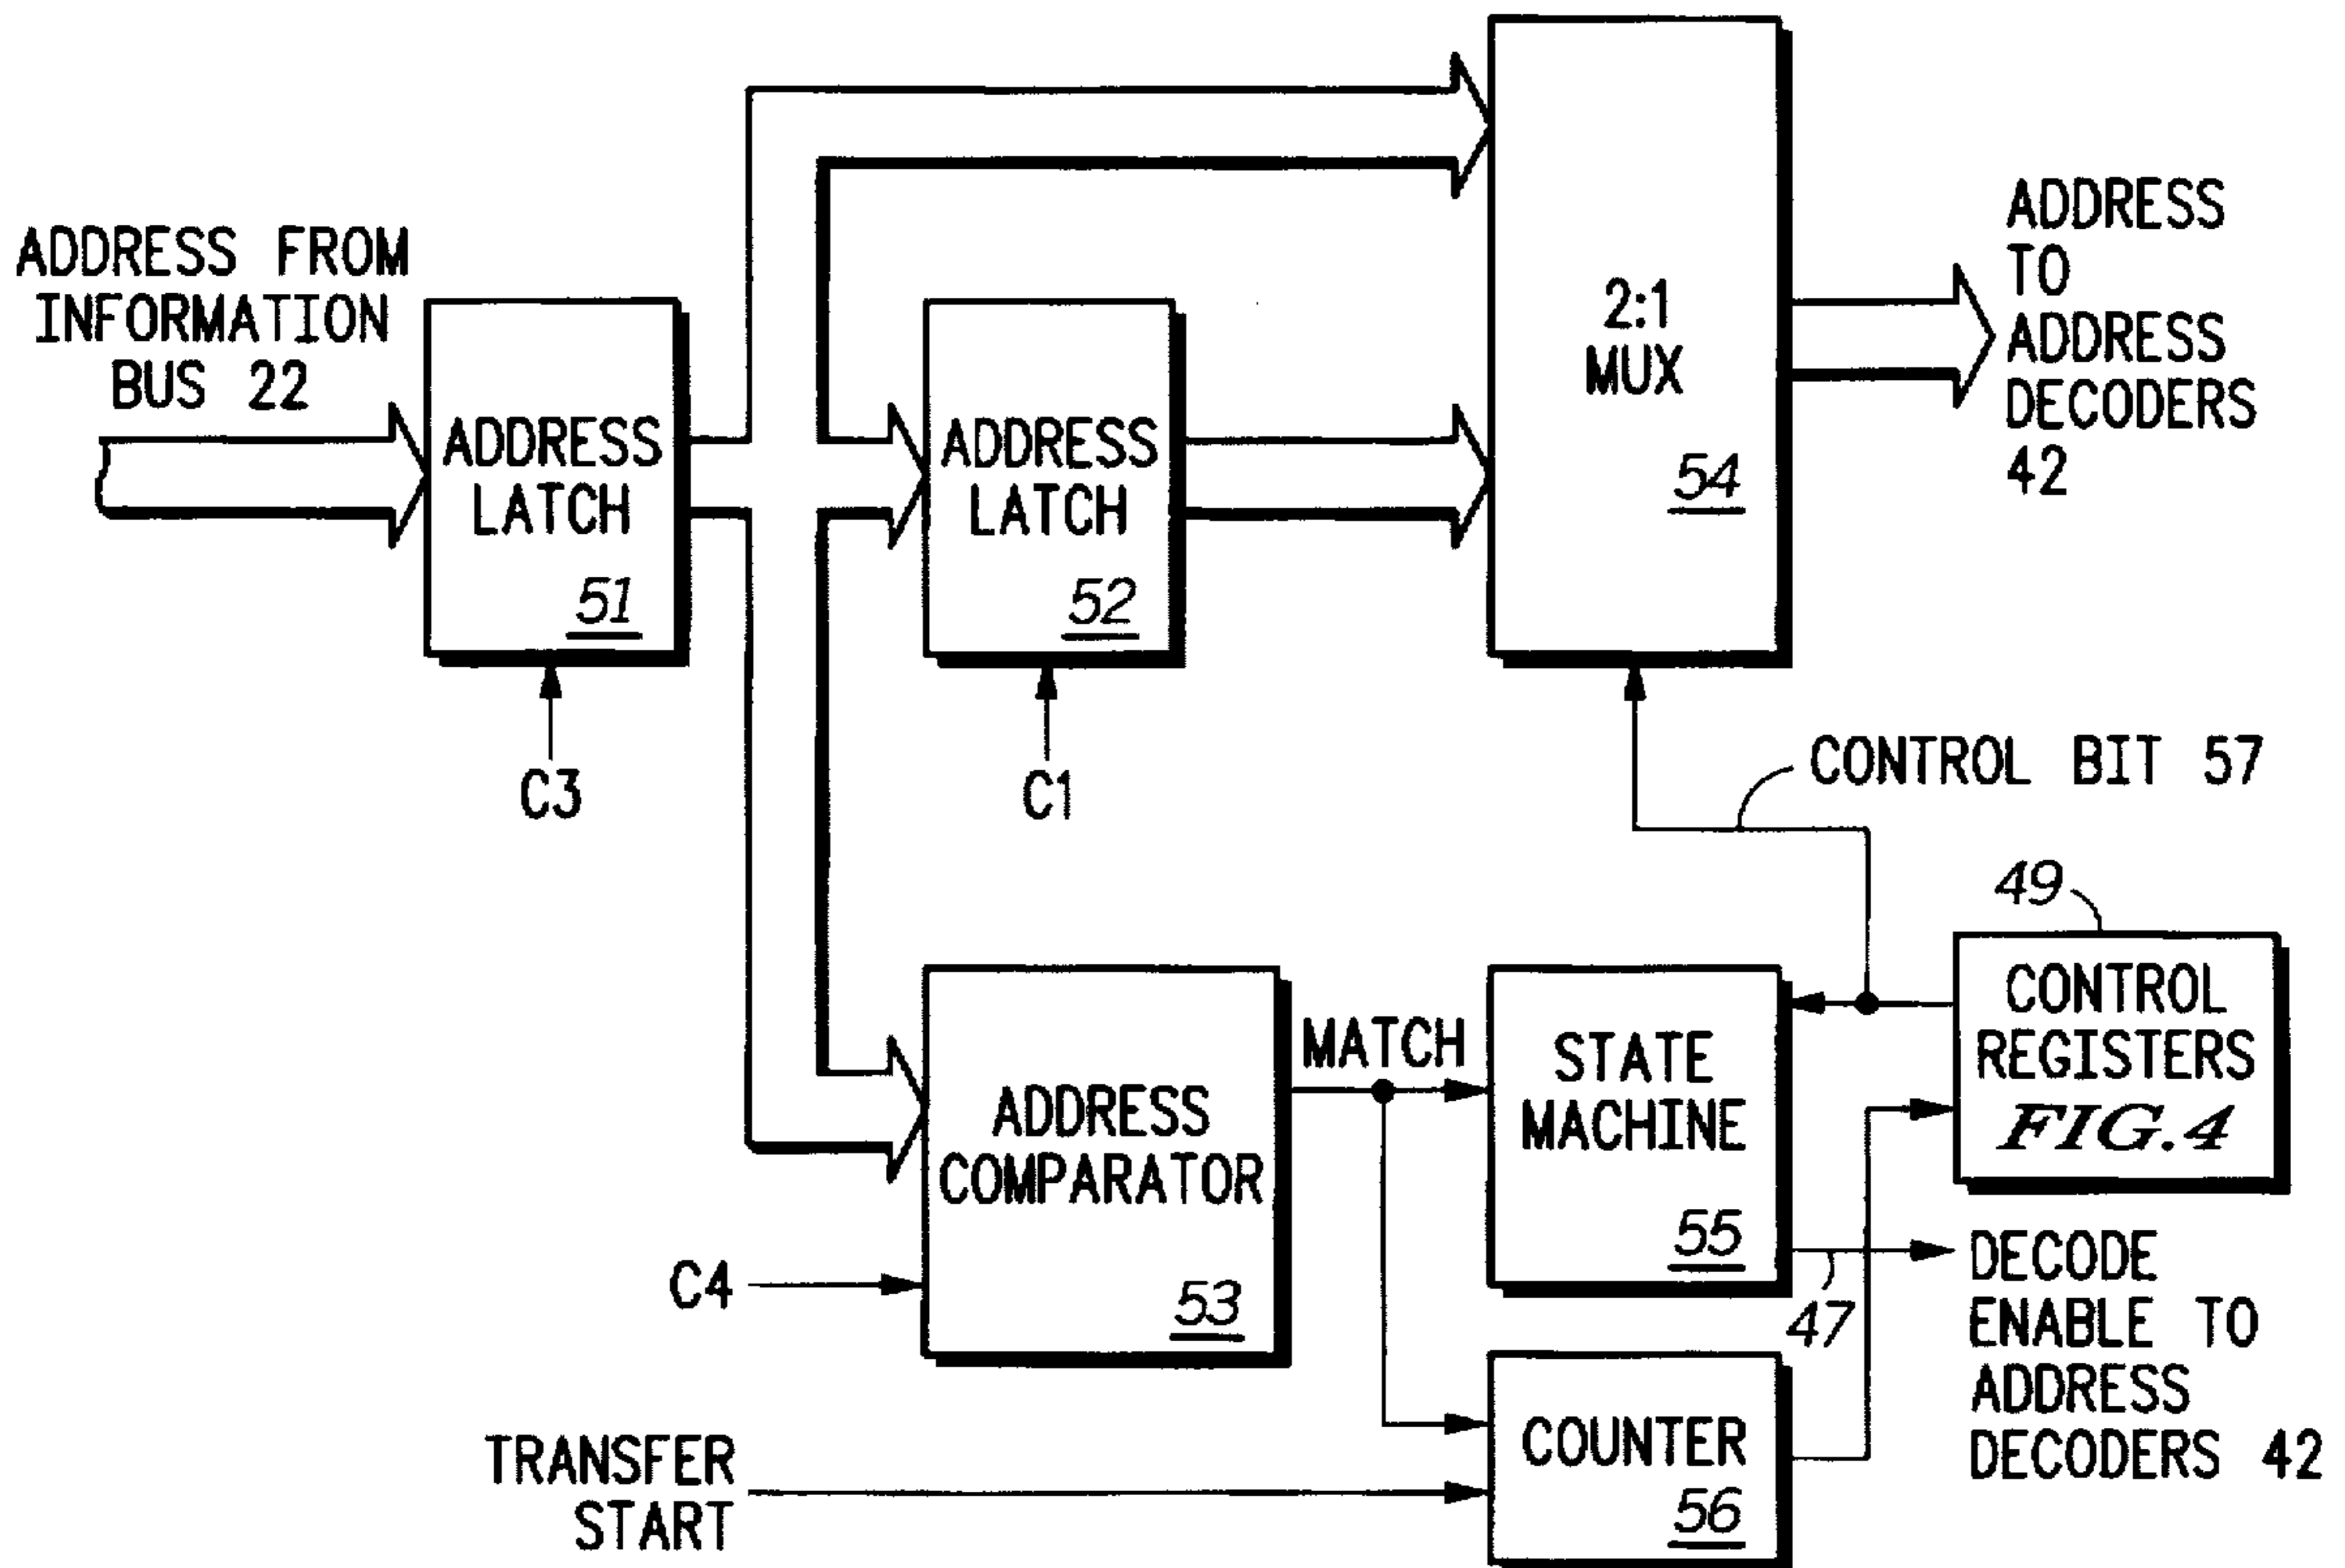 ADDRESS FROM
INFORMATION
BUS 22
ADDRESS
LATCH
51
C3
ADDRESS
LATCH
52
C1
2:1
MUX
54
ADDRESS
TO
ADDRESS
DECODERS
42
CONTROL BIT 57
49
CONTROL
REGISTERS
FIG.4
MATCH
STATE
MACHINE
55
ADDRESS
COMPARATOR
53
C4
47
DECODE
ENABLE TO
ADDRESS
DECODERS 42
TRANSFER
START
COUNTER
56